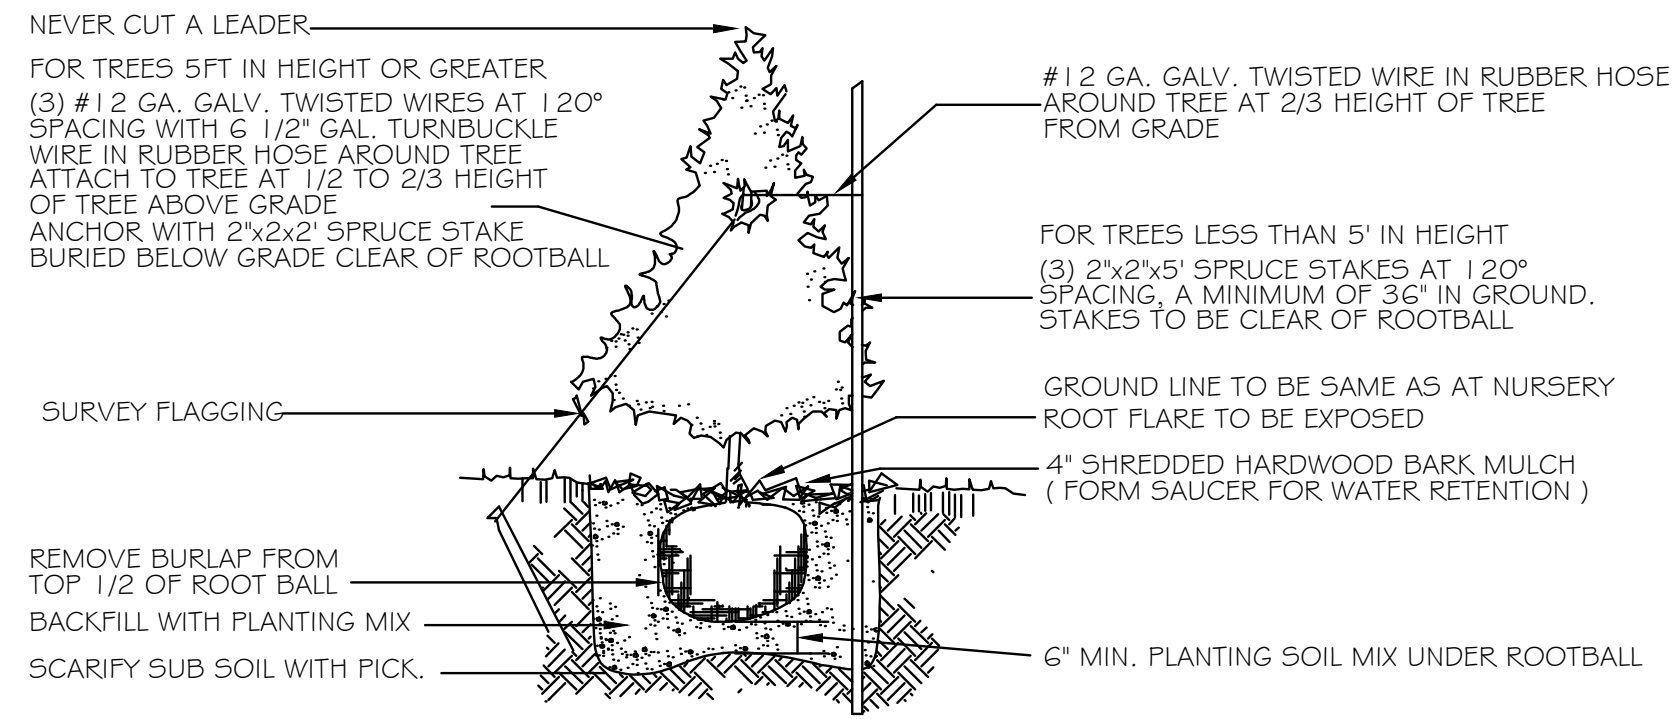 NEVER CUT A LEADER
FOR TREES 5FT IN HEIGHT OR GREATER
(3) #12 GA. GALV. TWISTED WIRES AT 120°
SPACING WITH 6 1/2" GAL. TURNBUCKLE
WIRE IN RUBBER HOSE AROUND TREE
ATTACH TO TREE AT 1/2 TO 2/3 HEIGHT
OF TREE ABOVE GRADE
ANCHOR WITH 2"x2x2' SPRUCE STAKE
BURIED BELOW GRADE CLEAR OF ROOTBALL
SURVEY FLAGGING
REMOVE BURLAP FROM
TOP 1/2 OF ROOT BALL
BACKFILL WITH PLANTING MIX
SCARIFY SUB SOIL WITH PICK.
#12 GA. GALV. TWISTED WIRE IN RUBBER HOSE
AROUND TREE AT 2/3 HEIGHT OF TREE
FROM GRADE
FOR TREES LESS THAN 5' IN HEIGHT
(3) 2"x2"x5' SPRUCE STAKES AT 120°
SPACING, A MINIMUM OF 36" IN GROUND.
STAKES TO BE CLEAR OF ROOTBALL
GROUND LINE TO BE SAME AS AT NURSERY
ROOT FLARE TO BE EXPOSED
4" SHREDDED HARDWOOD BARK MULCH
( FORM SAUCER FOR WATER RETENTION )
6" MIN. PLANTING SOIL MIX UNDER ROOTBALL